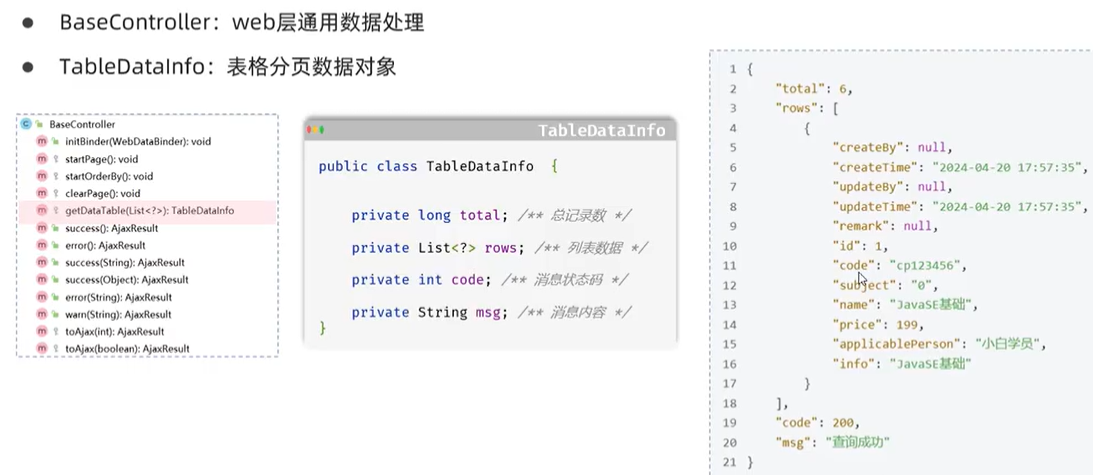 BaseController：web层通用数据处理
TableDataInfo：表格分页数据对象
BaseController
initBinder(WebDataBinder): void
startPage(): void
startOrderBy(): void
clearPage(): void
getDataTable(List<?>): TableDataInfo
success(): AjaxResult
error(): AjaxResult
success(String): AjaxResult
success(Object): AjaxResult
error(String): AjaxResult
warn(String): AjaxResult
toAjax(int): AjaxResult
toAjax(boolean): AjaxResult
TableDataInfo
public class TableDataInfo {
private long total; /** 总记录数 */
private List<?> rows; /** 列表数据 */
private int code; /** 消息状态码 */
private String msg; /** 消息内容 */
}
1 {
2 "total": 6,
3 "rows": [
4 {
5 "createBy": null,
6 "createTime": "2024-04-20 17:57:35",
7 "updateBy": null,
8 "updateTime": "2024-04-20 17:57:35",
9 "remark": null,
10 "id": 1,
11 "code": "cp123456",
12 "subject": "0",
13 "name": "JavaSE基础",
14 "price": 199,
15 "applicablePerson": "小白学员",
16 "info": "JavaSE基础"
17 }
18 ],
19 "code": 200,
20 "msg": "查询成功"
21 }